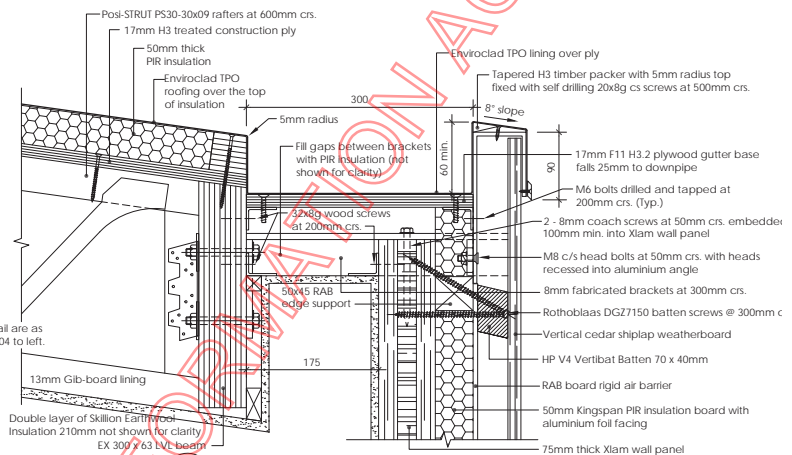 Posi-STRUT PS30-30x09 rafters at 600mm crs.
17mm H3 treated construction ply
50mm thick
PIR insulation
Enviroclad TPO
roofing over the top
of insulation
5mm radius
300
Enviroclad TPO lining over ply
Tapered H3 timber packer with 5mm radius top
fixed with self drilling 20x8g cs screws at 500mm crs.
8° slope
60 min.
90
Fill gaps between brackets
with PIR insulation (not
shown for clarity)
17mm F11 H3.2 plywood gutter base
falls 25mm to downpipe
M6 bolts drilled and tapped at
200mm crs. (Typ.)
32x8g wood screws
at 200mm crs.
2 - 8mm coach screws at 50mm crs. embedded
100mm min. into Xlam wall panel
M8 c/s head bolts at 50mm crs. with heads
recessed into aluminium angle
50x45 RAB
edge support
8mm fabricated brackets at 300mm crs.
Rothoblaas DGZ7150 batten screws @ 300mm c
Vertical cedar shiplap weatherboard
ail are as
04 to left.
175
HP V4 Vertibat Batten 70 x 40mm
13mm Gib-board lining
RAB board rigid air barrier
Double layer of Skillion Earthwool
Insulation 210mm not shown for clarity
EX 300 x 63 LVL beam
50mm Kingspan PIR insulation board with
aluminium foil facing
75mm thick Xlam wall panel